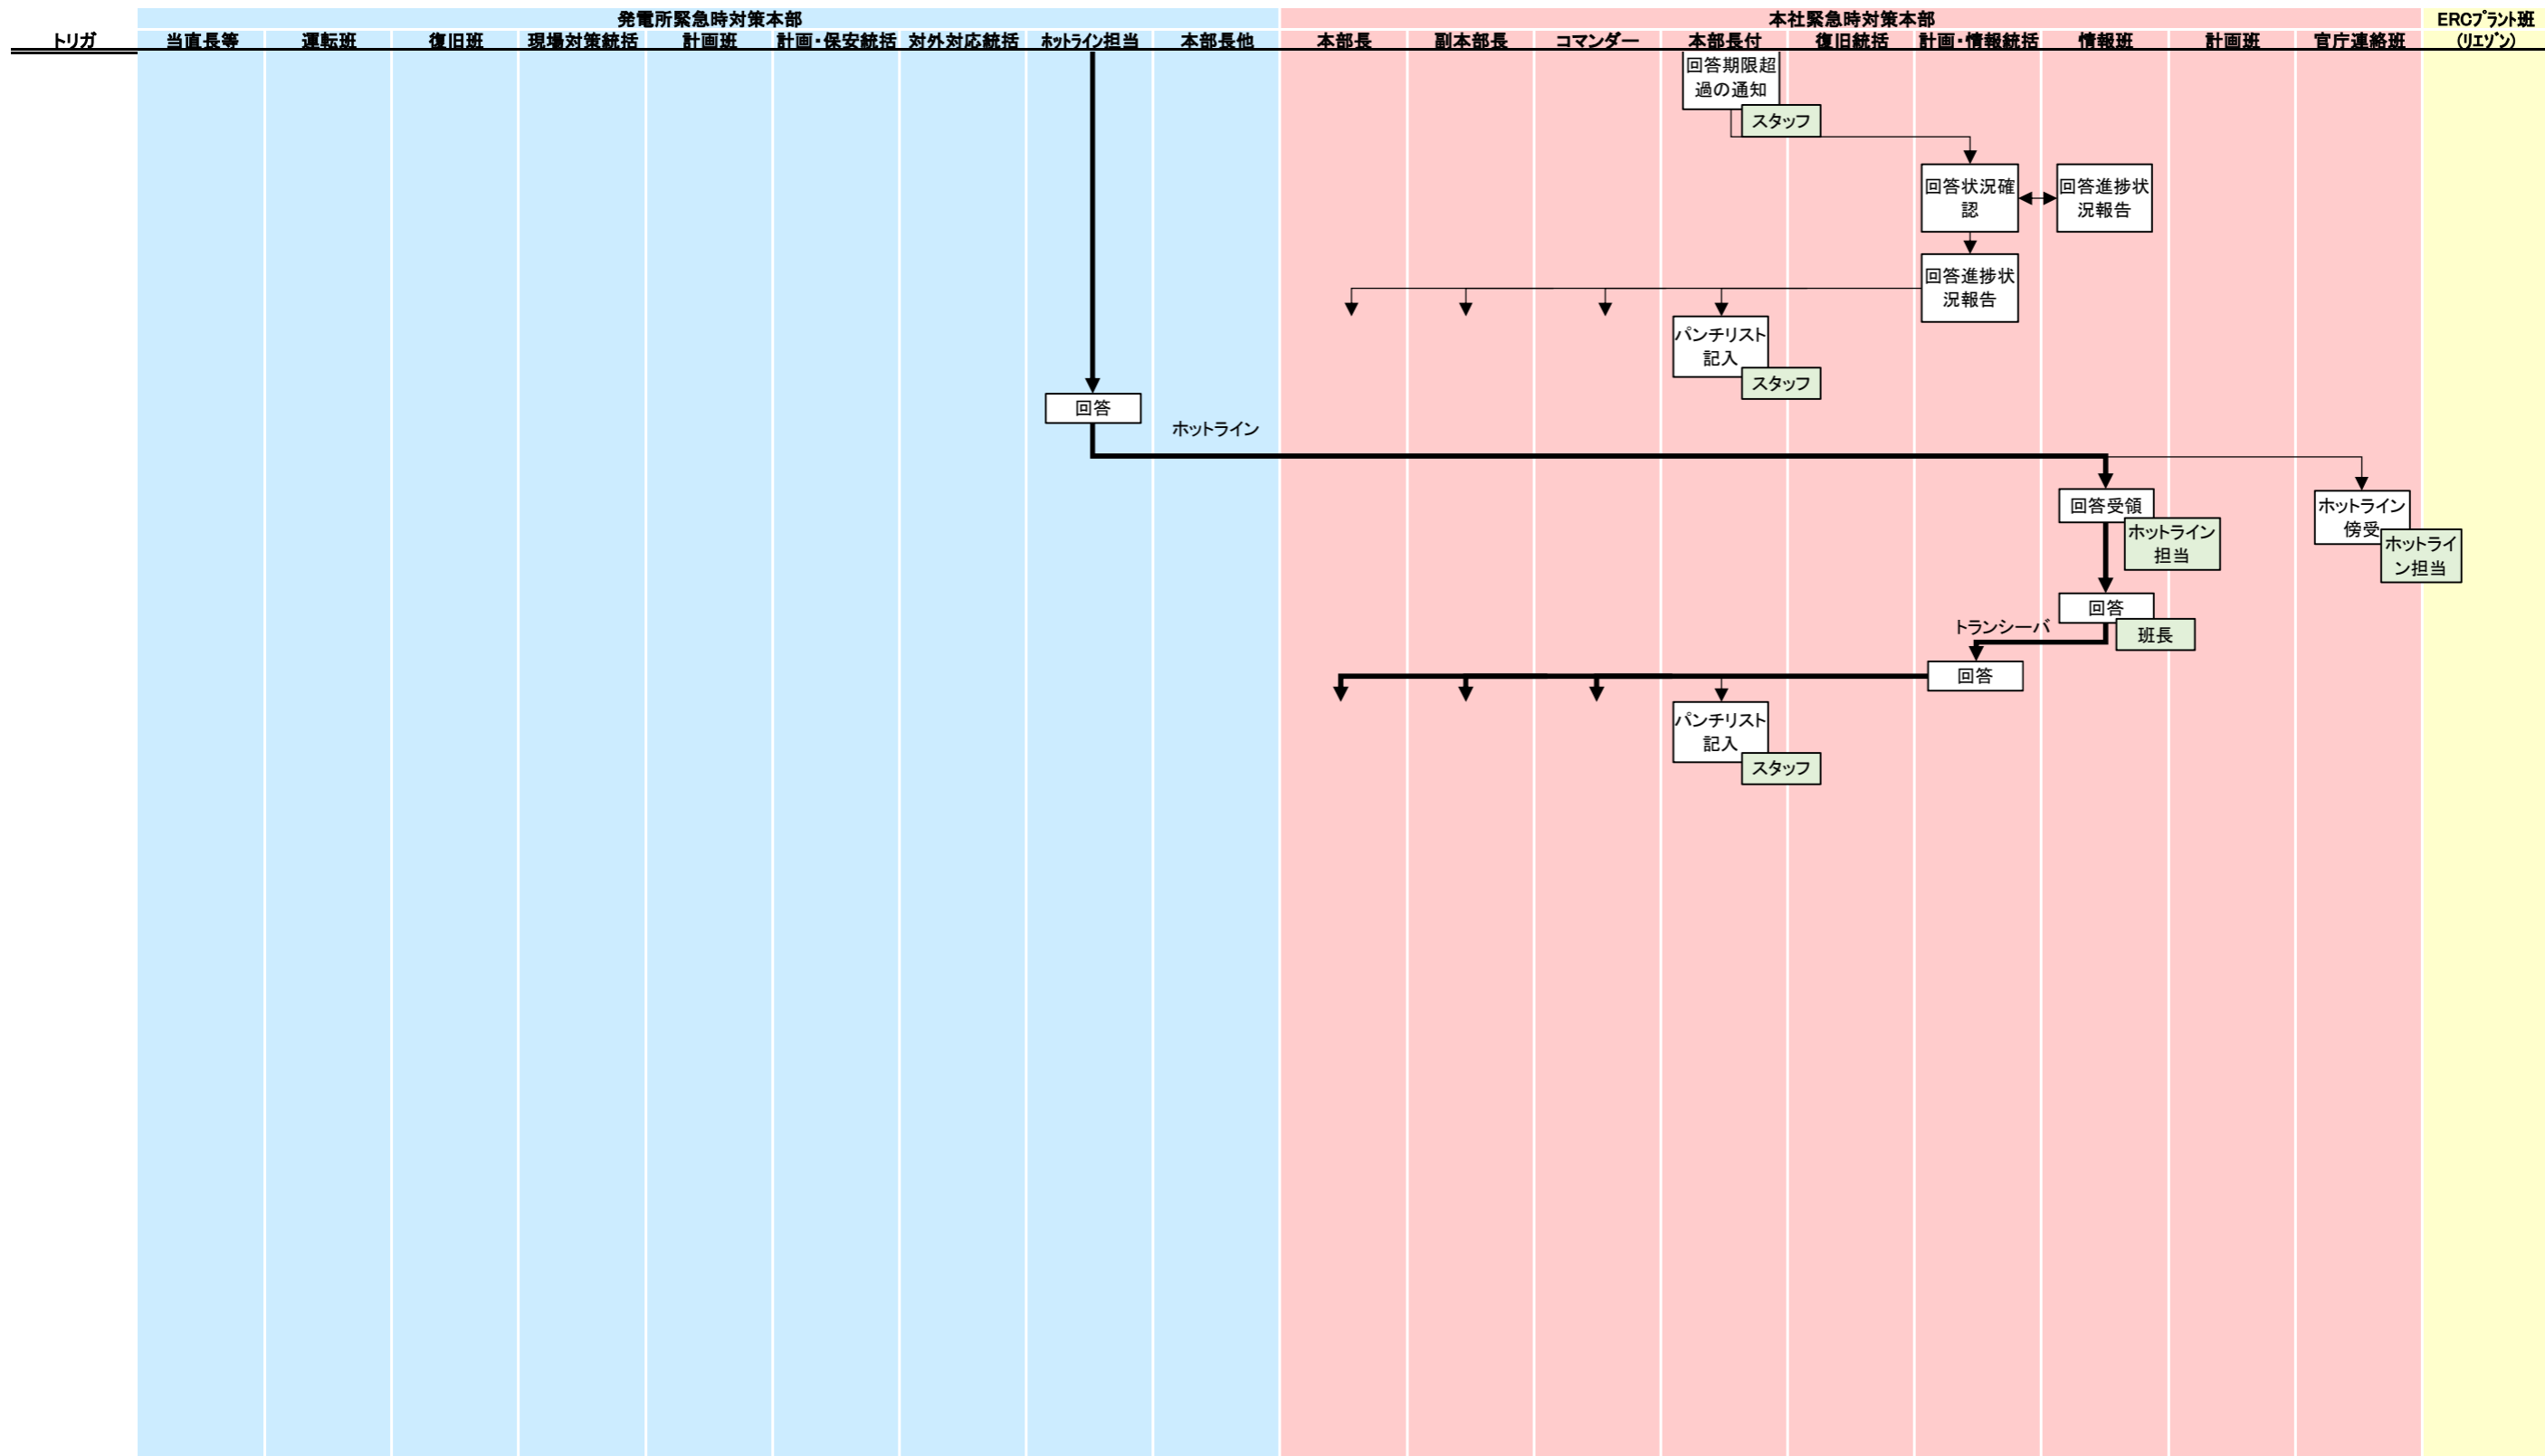 発電所緊急時対策本部
本社緊急時対策本部
ERCプラント班
トリガ
当直長等
運転班
復旧班
現場対策統括
計画班
計画・保安統括
対外対応統括
ホットライン担当
本部長他
本部長
副本部長
コマンダー
本部長付
復旧統括
計画・情報統括
情報班
計画班
官庁連絡班
(リエゾン)
回答期限超
過の通知
スタッフ
回答状況確
認
回答進捗状
況報告
回答進捗状
況報告
パンチリスト
記入
スタッフ
回答
ホットライン
回答受領
ホットライン
担当
ホットライン
傍受
ホットライ
ン担当
回答
班長
トランシーバ
回答
パンチリスト
記入
スタッフ